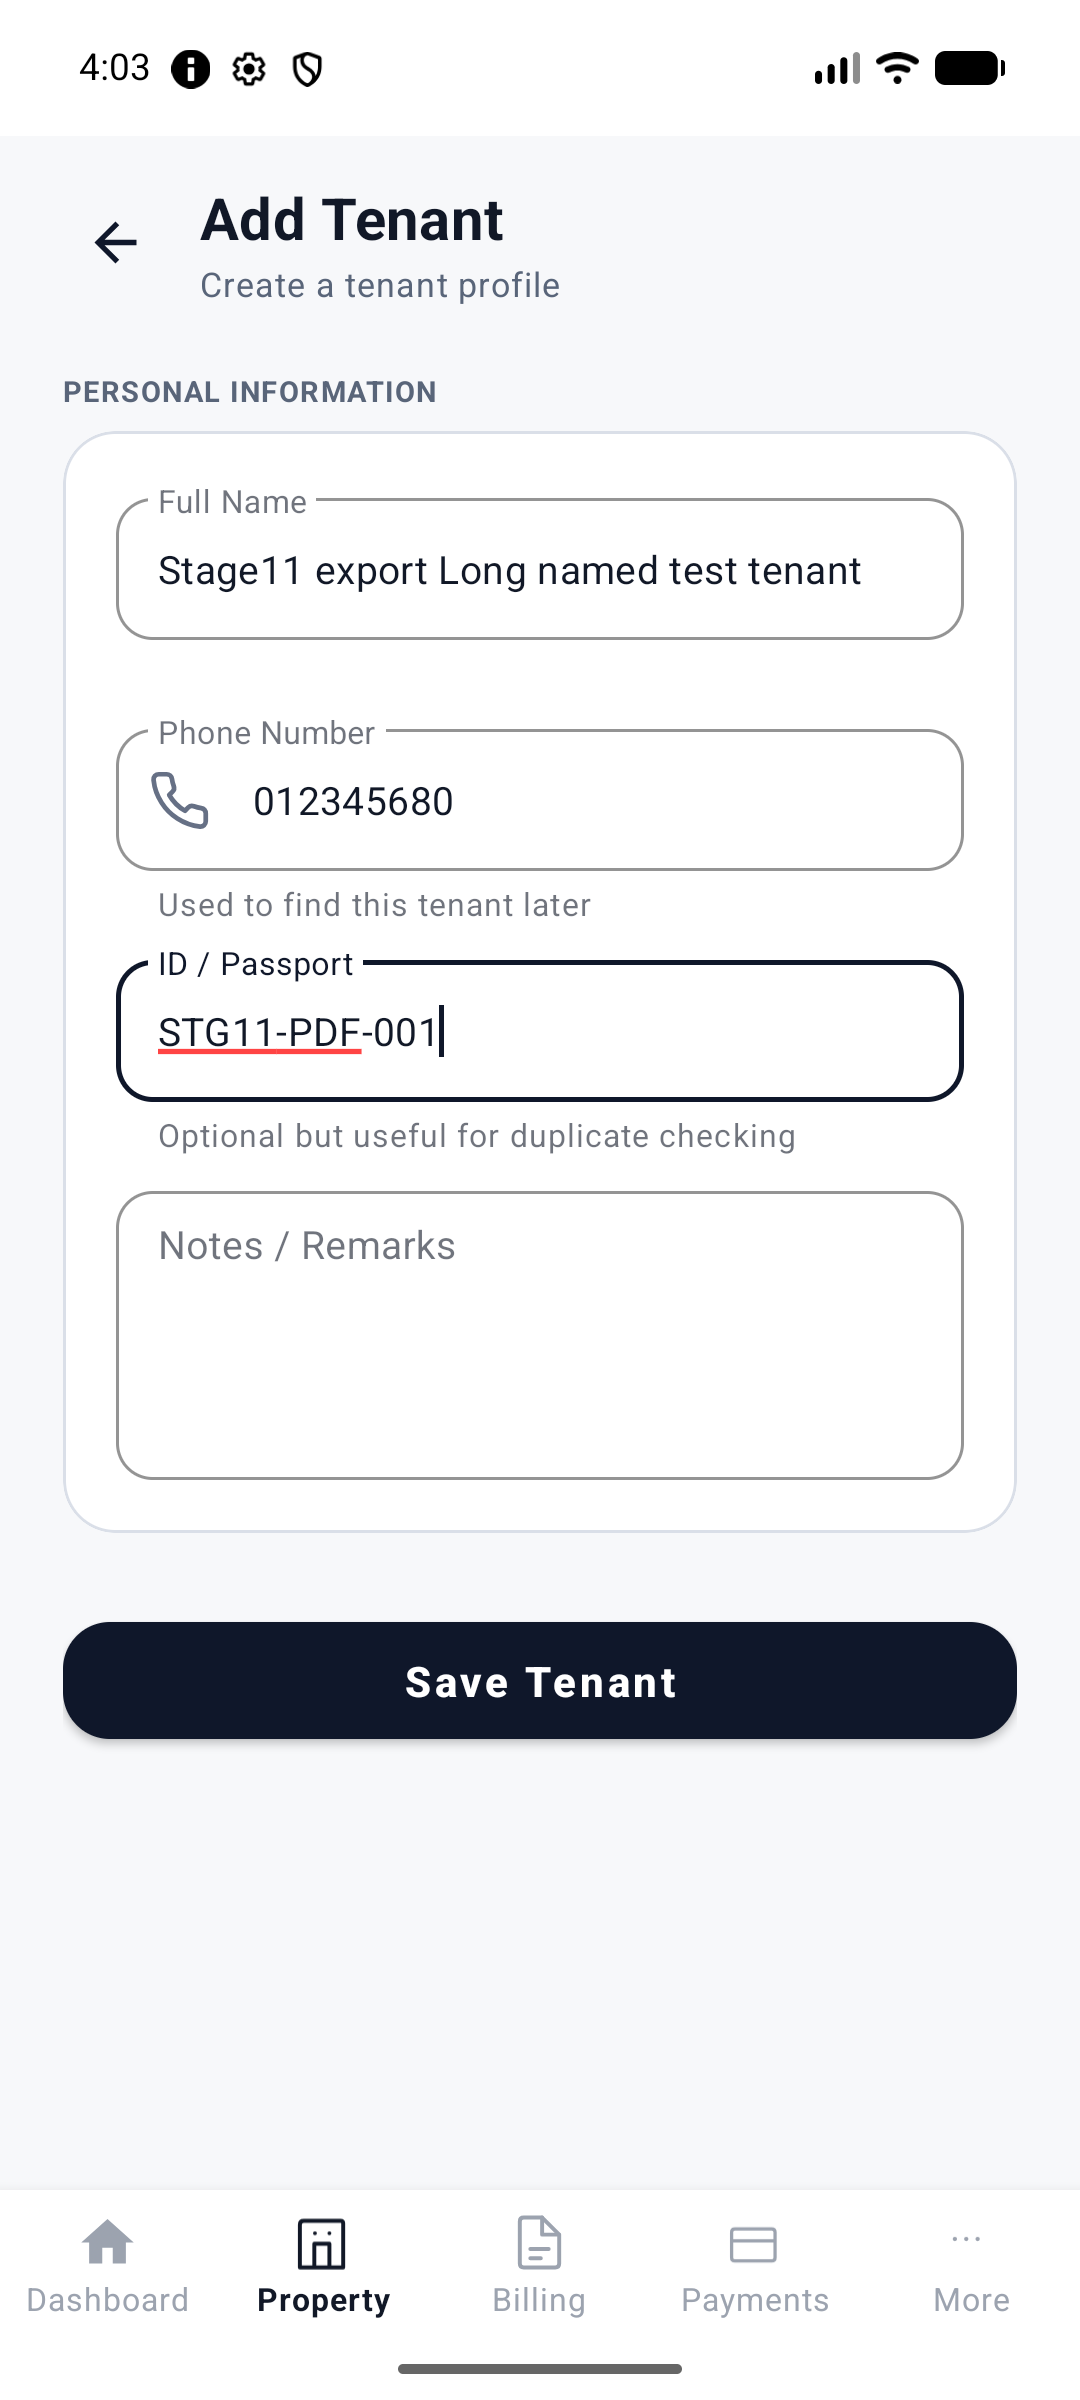 4:03
Add Tenant
Create a tenant profile
PERSONAL INFORMATION
Full Name
Stage11 export Long named test tenant
Phone Number
012345680
Used to find this tenant later
ID / Passport
STG11-PDF-001
Optional but useful for duplicate checking
Notes / Remarks
Save Tenant
Dashboard Property Billing Payments More